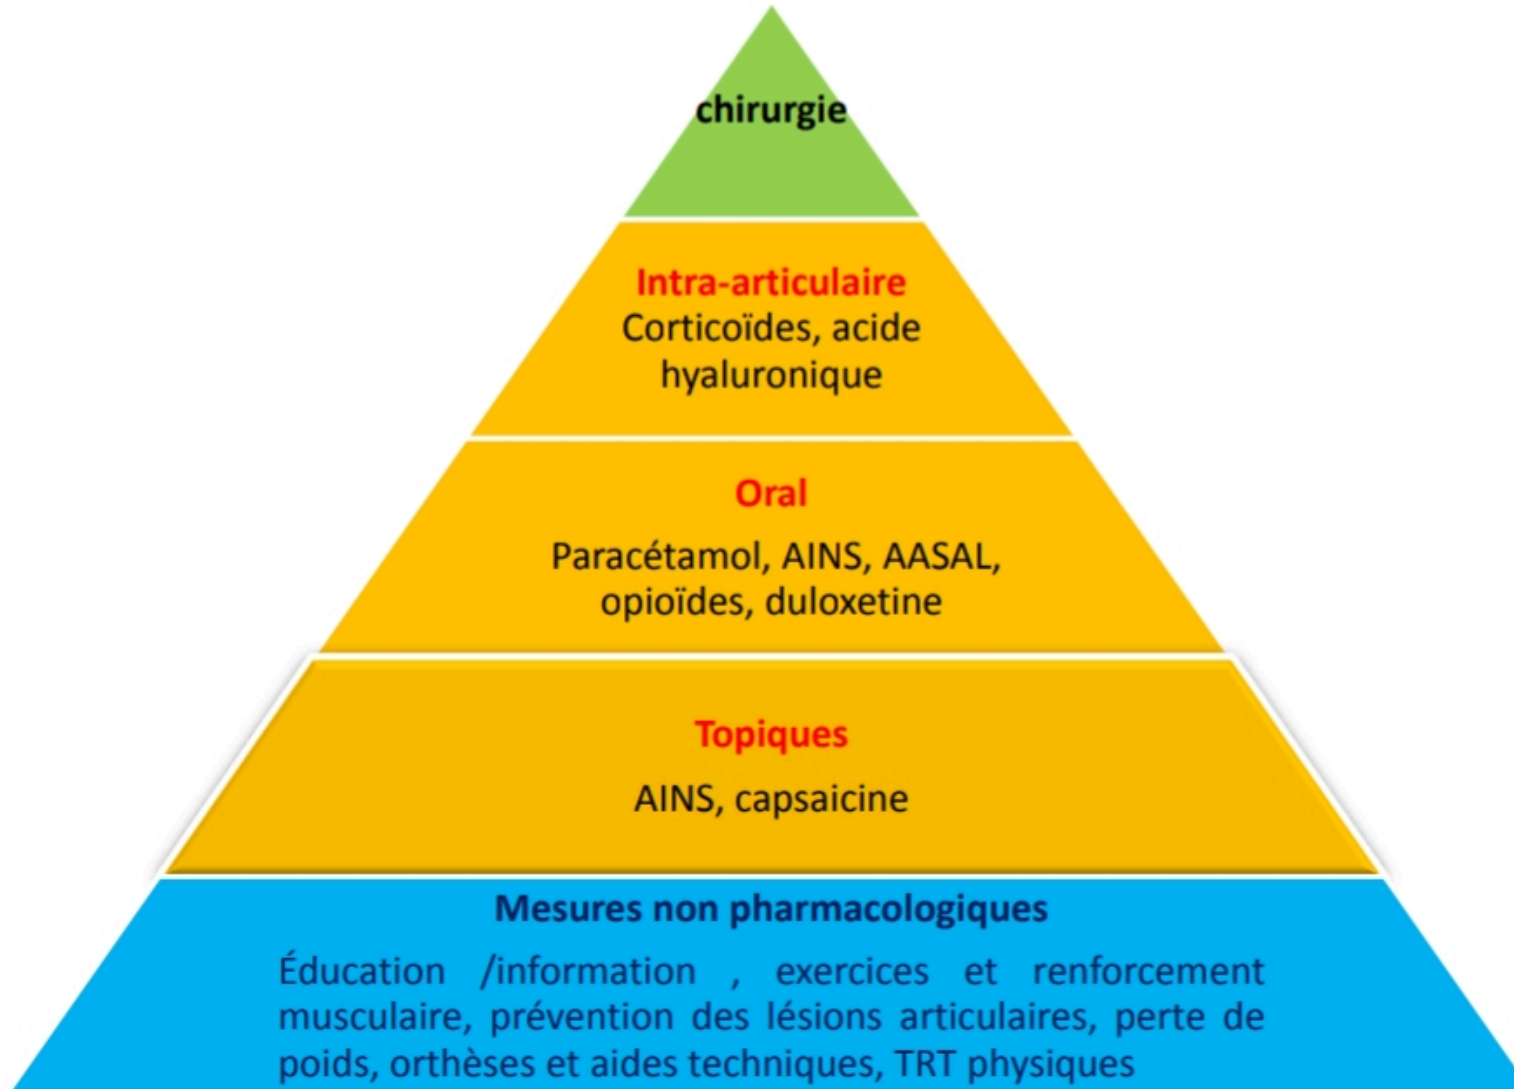 chirurgie
Intra-articulaire
Corticoïdes, acide
hyaluronique
Oral
Paracétamol, AINS, AASAL,
opioïdes, duloxetine
Topiques
AINS, capsaicine
Mesures non pharmacologiques
Éducation /information , exercices et renforcement
musculaire, prévention des lésions articulaires, perte de
poids, orthèses et aides techniques, TRT physiques